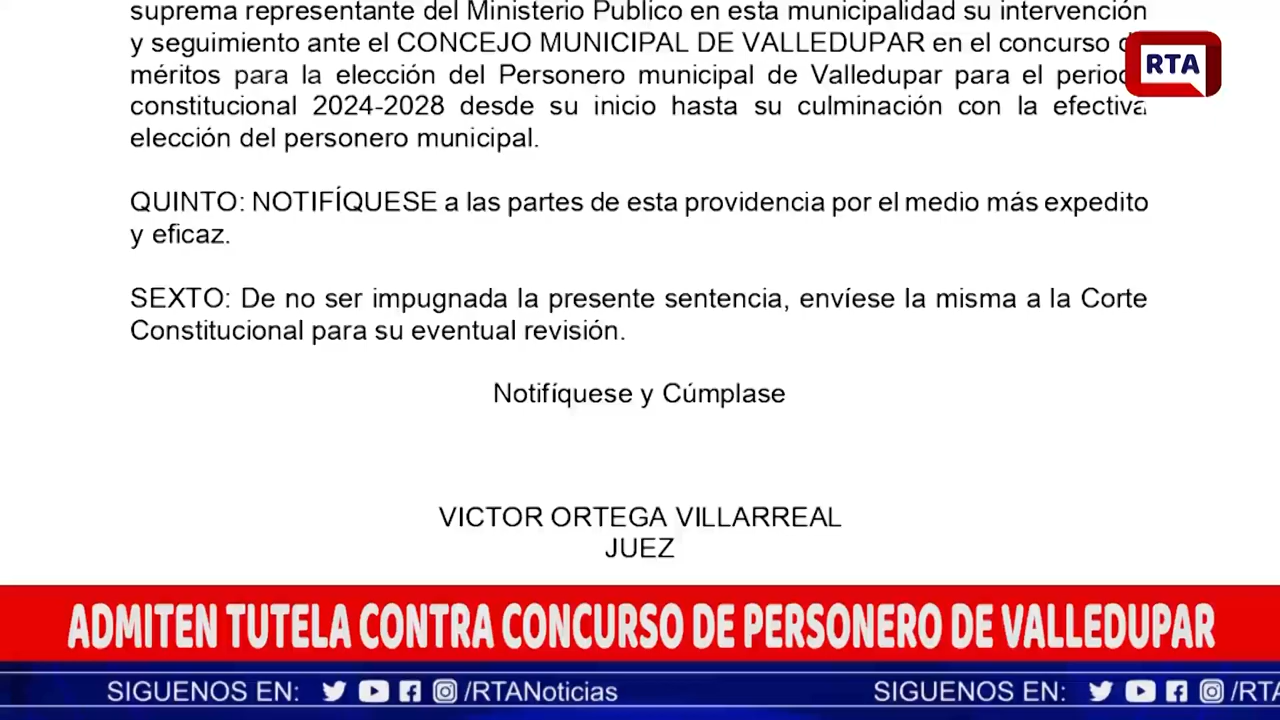 suprema representante del Ministerio Público en esta municipalidad su intervención
y seguimiento ante el CONCEJO MUNICIPAL DE VALLEDUPAR en el concurso
méritos para la elección del Personero municipal de Valledupar para el
constitucional 2024-2028 desde su inicio hasta su culminación con la efectiva
elección del personero municipal.
RTA
QUINTO: NOTIFÍQUESE a las partes de esta providencia por el medio más expedito
y eficaz.
SEXTO: De no ser impugnada la presente sentencia, envíese la misma a la Corte
Constitucional para su eventual revisión.
Notifíquese y Cúmplase
VICTOR ORTEGA VILLARREAL
JUEZ
ADMITEN TUTELA CONTRA CONCURSO DE PERSONERO DE VALLEDUPAR
SIGUENOS EN: /RTANoticias SIGUENOS EN: /RTA